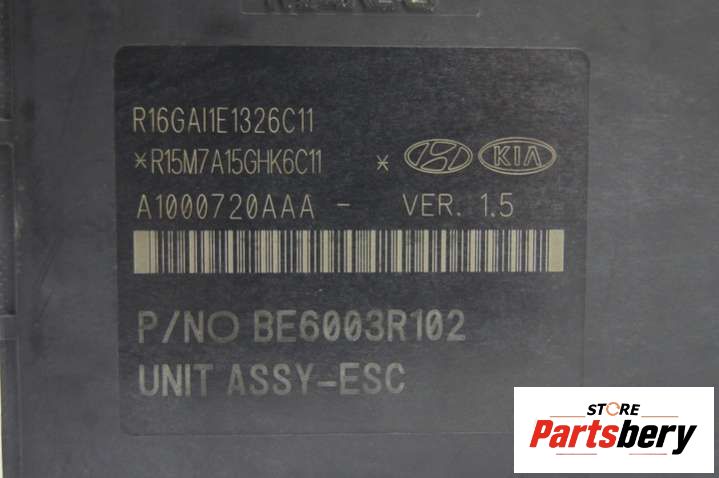 R16GAI1E1326C11
*R15M7A15GHK6C11 *
KIA
A1000720AAA - VER. 1.5
P/NO BE6003R102
UNIT ASSY-ESC
STORE
Partsbery